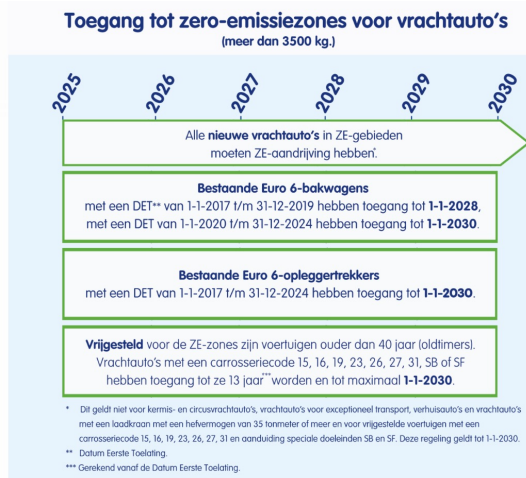 Toegang tot zero-emissiezones voor vrachtauto's
(meer dan 3500 kg.)
2025 2026 2027 2028 2029 2030
Alle nieuwe vrachtauto's in ZE-gebieden
moeten ZE-aandrijving hebben*.
Bestaande Euro 6-bakwagens
met een DET** van 1-1-2017 t/m 31-12-2019 hebben toegang tot 1-1-2028,
met een DET van 1-1-2020 t/m 31-12-2024 hebben toegang tot 1-1-2030.
Bestaande Euro 6-opleggertrekkers
met een DET van 1-1-2017 t/m 31-12-2024 hebben toegang tot 1-1-2030.
Vrijgesteld voor de ZE-zones zijn voertuigen ouder dan 40 jaar (oldtimers).
Vrachtauto's met een carrosseriecode 15, 16, 19, 23, 26, 27, 31, SB of SF
hebben toegang tot ze 13 jaar*** worden en tot maximaal 1-1-2030.
* Dit geldt niet voor kermis- en circusvrachtauto's, vrachtauto's voor exceptioneel transport, verhuisauto's en vrachtauto's
met een laadkraan met een hefvermogen van 35 tonmeter of meer en voor vrijgestelde voertuigen met een
carrosseriecode 15, 16, 19, 23, 26, 27, 31 en aanduiding speciale doeleinden SB en SF. Deze regeling geldt tot 1-1-2030.
** Datum Eerste Toelating.
*** Gerekend vanaf de Datum Eerste Toelating.